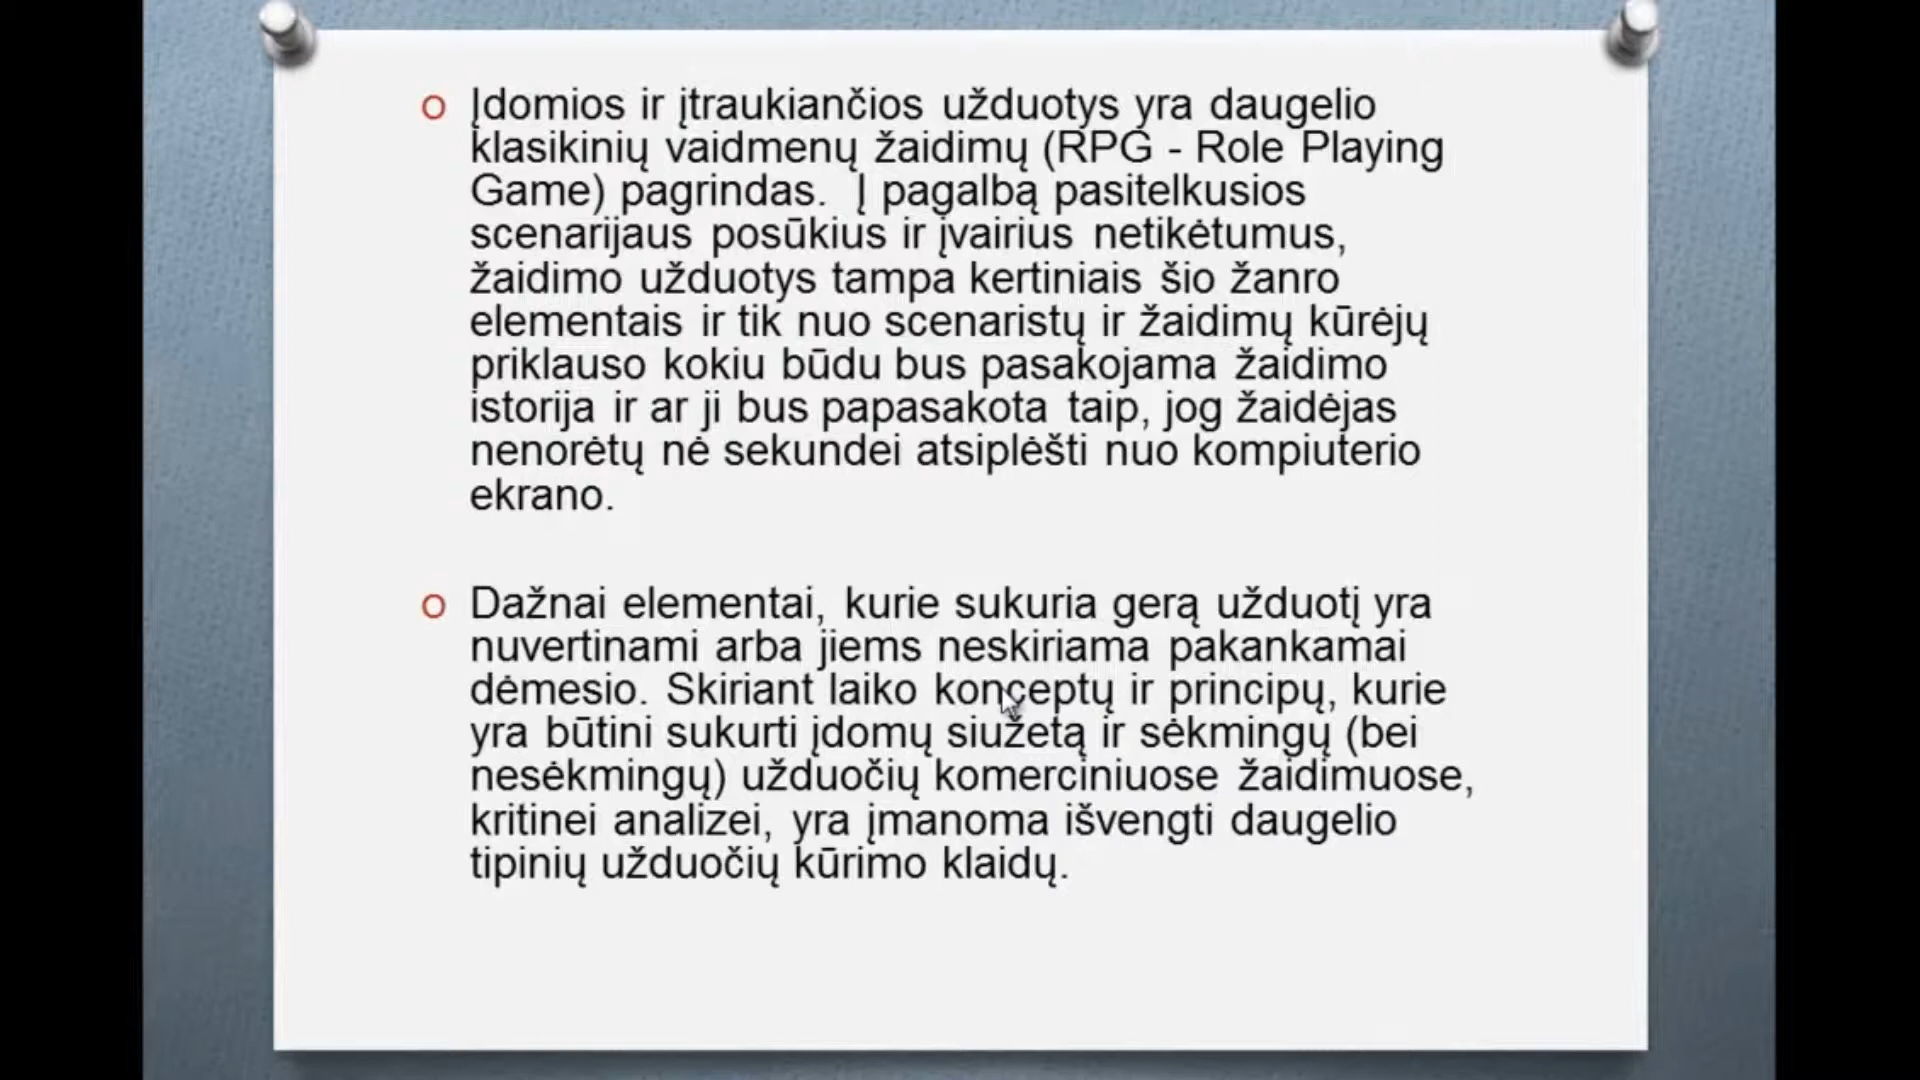 o Įdomios ir įtraukiančios užduotys yra daugelio
klasikinių vaidmenų žaidimų (RPG - Role Playing
Game) pagrindas.  Į pagalbą pasitelkusios
scenarijaus posūkius ir įvairius netikėtumus,
žaidimo užduotys tampa kertiniais šio žanro
elementais ir tik nuo scenaristų ir žaidimų kūrėjų
priklauso kokiu būdu bus pasakojama žaidimo
istorija ir ar ji bus papasakota taip, jog žaidėjas
nenorėtų nė sekundei atsiplėšti nuo kompiuterio
ekrano.
o Dažnai elementai, kurie sukuria gerą užduotį yra
nuvertinami arba jiems neskiriama pakankamai
dėmesio. Skiriant laiko konceptų ir principų, kurie
yra būtini sukurti įdomų siužetą ir sėkmingų (bei
nesėkmingų) užduočių komerciniuose žaidimuose,
kritinei analizei, yra įmanoma išvengti daugelio
tipinių užduočių kūrimo klaidų.